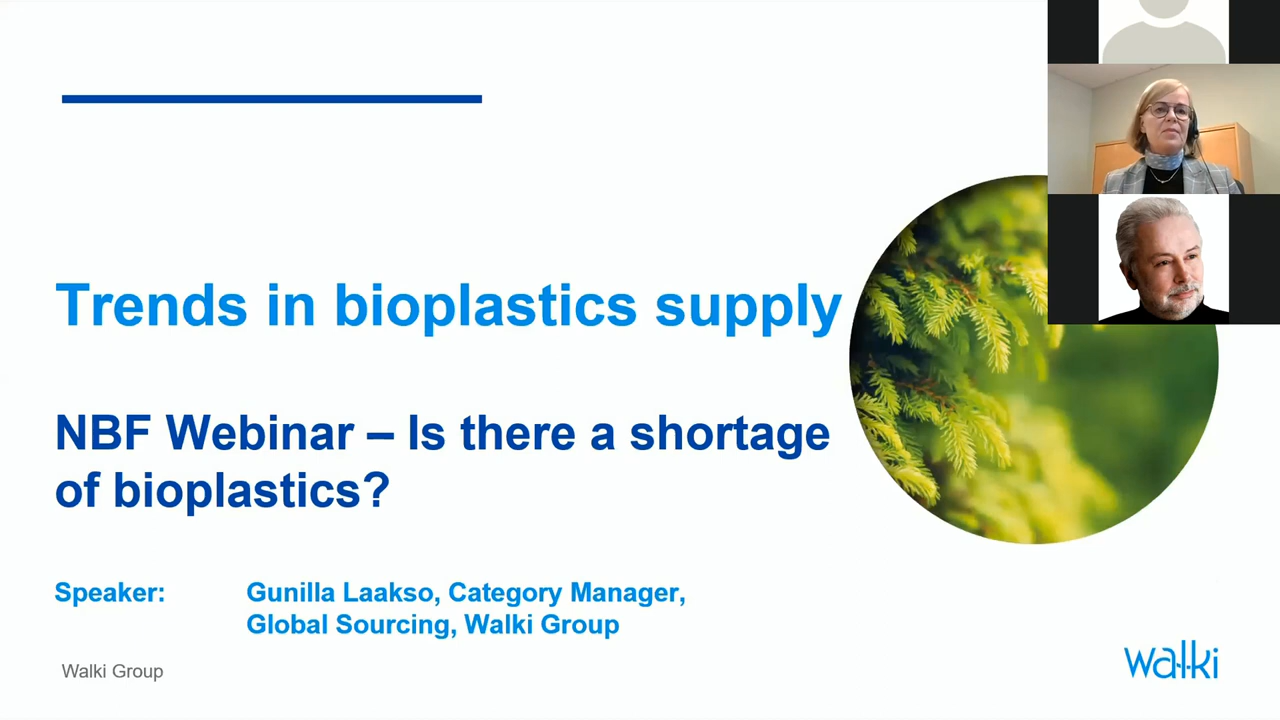 Trends in bioplastics supply
NBF Webinar – Is there a shortage
of bioplastics?
Speaker: Gunilla Laakso, Category Manager,
Global Sourcing, Walki Group
Walki Group
walki